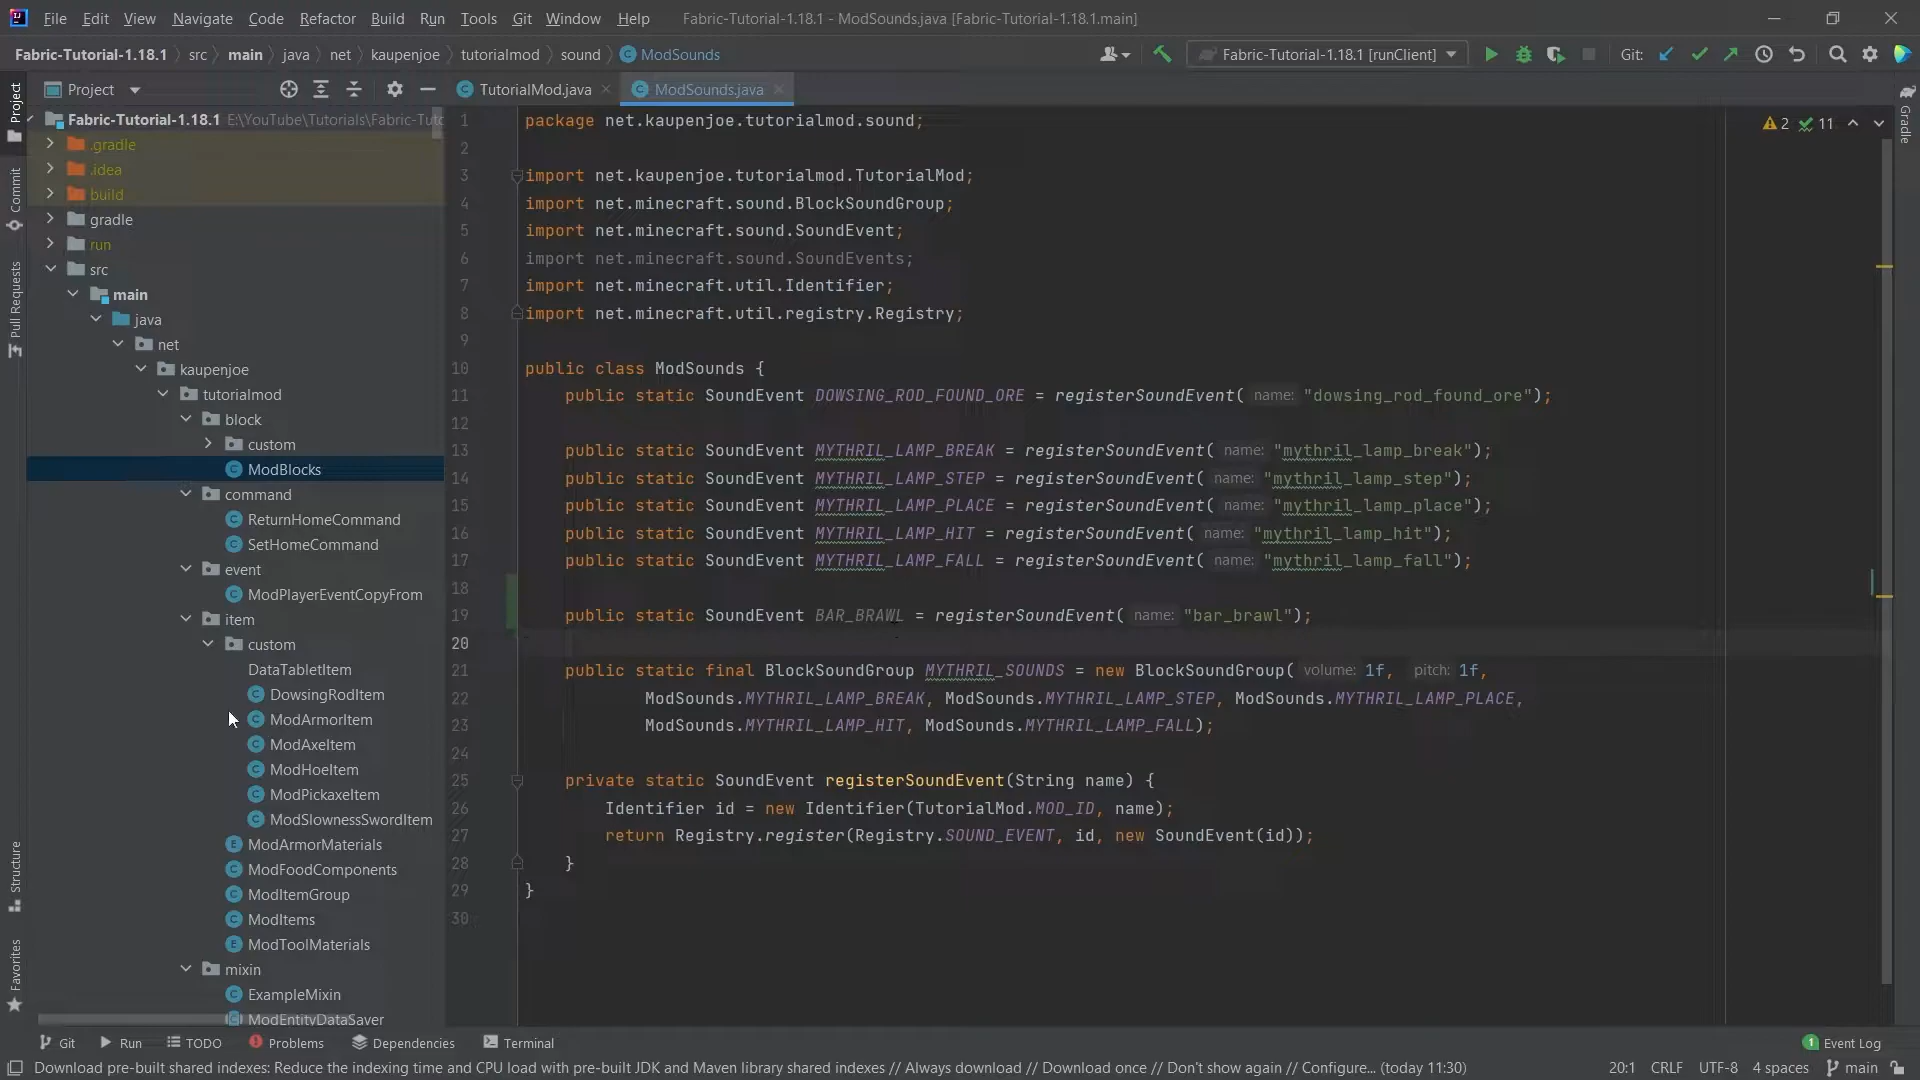 File Edit View Navigate Code Refactor Build Run Tools Git Window Help Fabric-Tutorial-1.18.1 - ModSounds.java [Fabric-Tutorial-1.18.1.main]
Fabric-Tutorial-1.18.1 src main java net kaupenjoe tutorialmod sound ModSounds Fabric-Tutorial-1.18.1 [runClient] Git:
Project TutorialMod.java ModSounds.java
Project
Commit
Pull Requests
Structure
Favorites
Gradle
Fabric-Tutorial-1.18.1 E:\YouTube\Tutorials\Fabric-Tutc
.gradle
.idea
build
gradle
run
src
main
java
net
kaupenjoe
tutorialmod
block
custom
ModBlocks
command
ReturnHomeCommand
SetHomeCommand
event
ModPlayerEventCopyFrom
item
custom
DataTabletItem
DowsingRodItem
ModArmorItem
ModAxeItem
ModHoeItem
ModPickaxeItem
ModSlownessSwordItem
ModArmorMaterials
ModFoodComponents
ModItemGroup
ModItems
ModToolMaterials
mixin
ExampleMixin
ModEntityDataSaver
2 11
1 package net.kaupenjoe.tutorialmod.sound;
2
3 import net.kaupenjoe.tutorialmod.TutorialMod;
4 import net.minecraft.sound.BlockSoundGroup;
5 import net.minecraft.sound.SoundEvent;
6 import net.minecraft.sound.SoundEvents;
7 import net.minecraft.util.Identifier;
8 import net.minecraft.util.registry.Registry;
9
10 public class ModSounds {
11 public static SoundEvent DOWSING_ROD_FOUND_ORE = registerSoundEvent( name: "dowsing_rod_found_ore");
12
13 public static SoundEvent MYTHRIL_LAMP_BREAK = registerSoundEvent( name: "mythril_lamp_break");
14 public static SoundEvent MYTHRIL_LAMP_STEP = registerSoundEvent( name: "mythril_lamp_step");
15 public static SoundEvent MYTHRIL_LAMP_PLACE = registerSoundEvent( name: "mythril_lamp_place");
16 public static SoundEvent MYTHRIL_LAMP_HIT = registerSoundEvent( name: "mythril_lamp_hit");
17 public static SoundEvent MYTHRIL_LAMP_FALL = registerSoundEvent( name: "mythril_lamp_fall");
18
19 public static SoundEvent BAR_BRAWL = registerSoundEvent( name: "bar_brawl");
20
21 public static final BlockSoundGroup MYTHRIL_SOUNDS = new BlockSoundGroup( volume: 1f, pitch: 1f,
22 ModSounds.MYTHRIL_LAMP_BREAK, ModSounds.MYTHRIL_LAMP_STEP, ModSounds.MYTHRIL_LAMP_PLACE,
23 ModSounds.MYTHRIL_LAMP_HIT, ModSounds.MYTHRIL_LAMP_FALL);
24
25 private static SoundEvent registerSoundEvent(String name) {
26 Identifier id = new Identifier(TutorialMod.MOD_ID, name);
27 return Registry.register(Registry.SOUND_EVENT, id, new SoundEvent(id));
28 }
29 }
30
Git Run TODO Problems Dependencies Terminal 1 Event Log
Download pre-built shared indexes: Reduce the indexing time and CPU load with pre-built JDK and Maven library shared indexes // Always download // Download once // Don't show again // Configure... (today 11:30) 20:1 CRLF UTF-8 4 spaces main